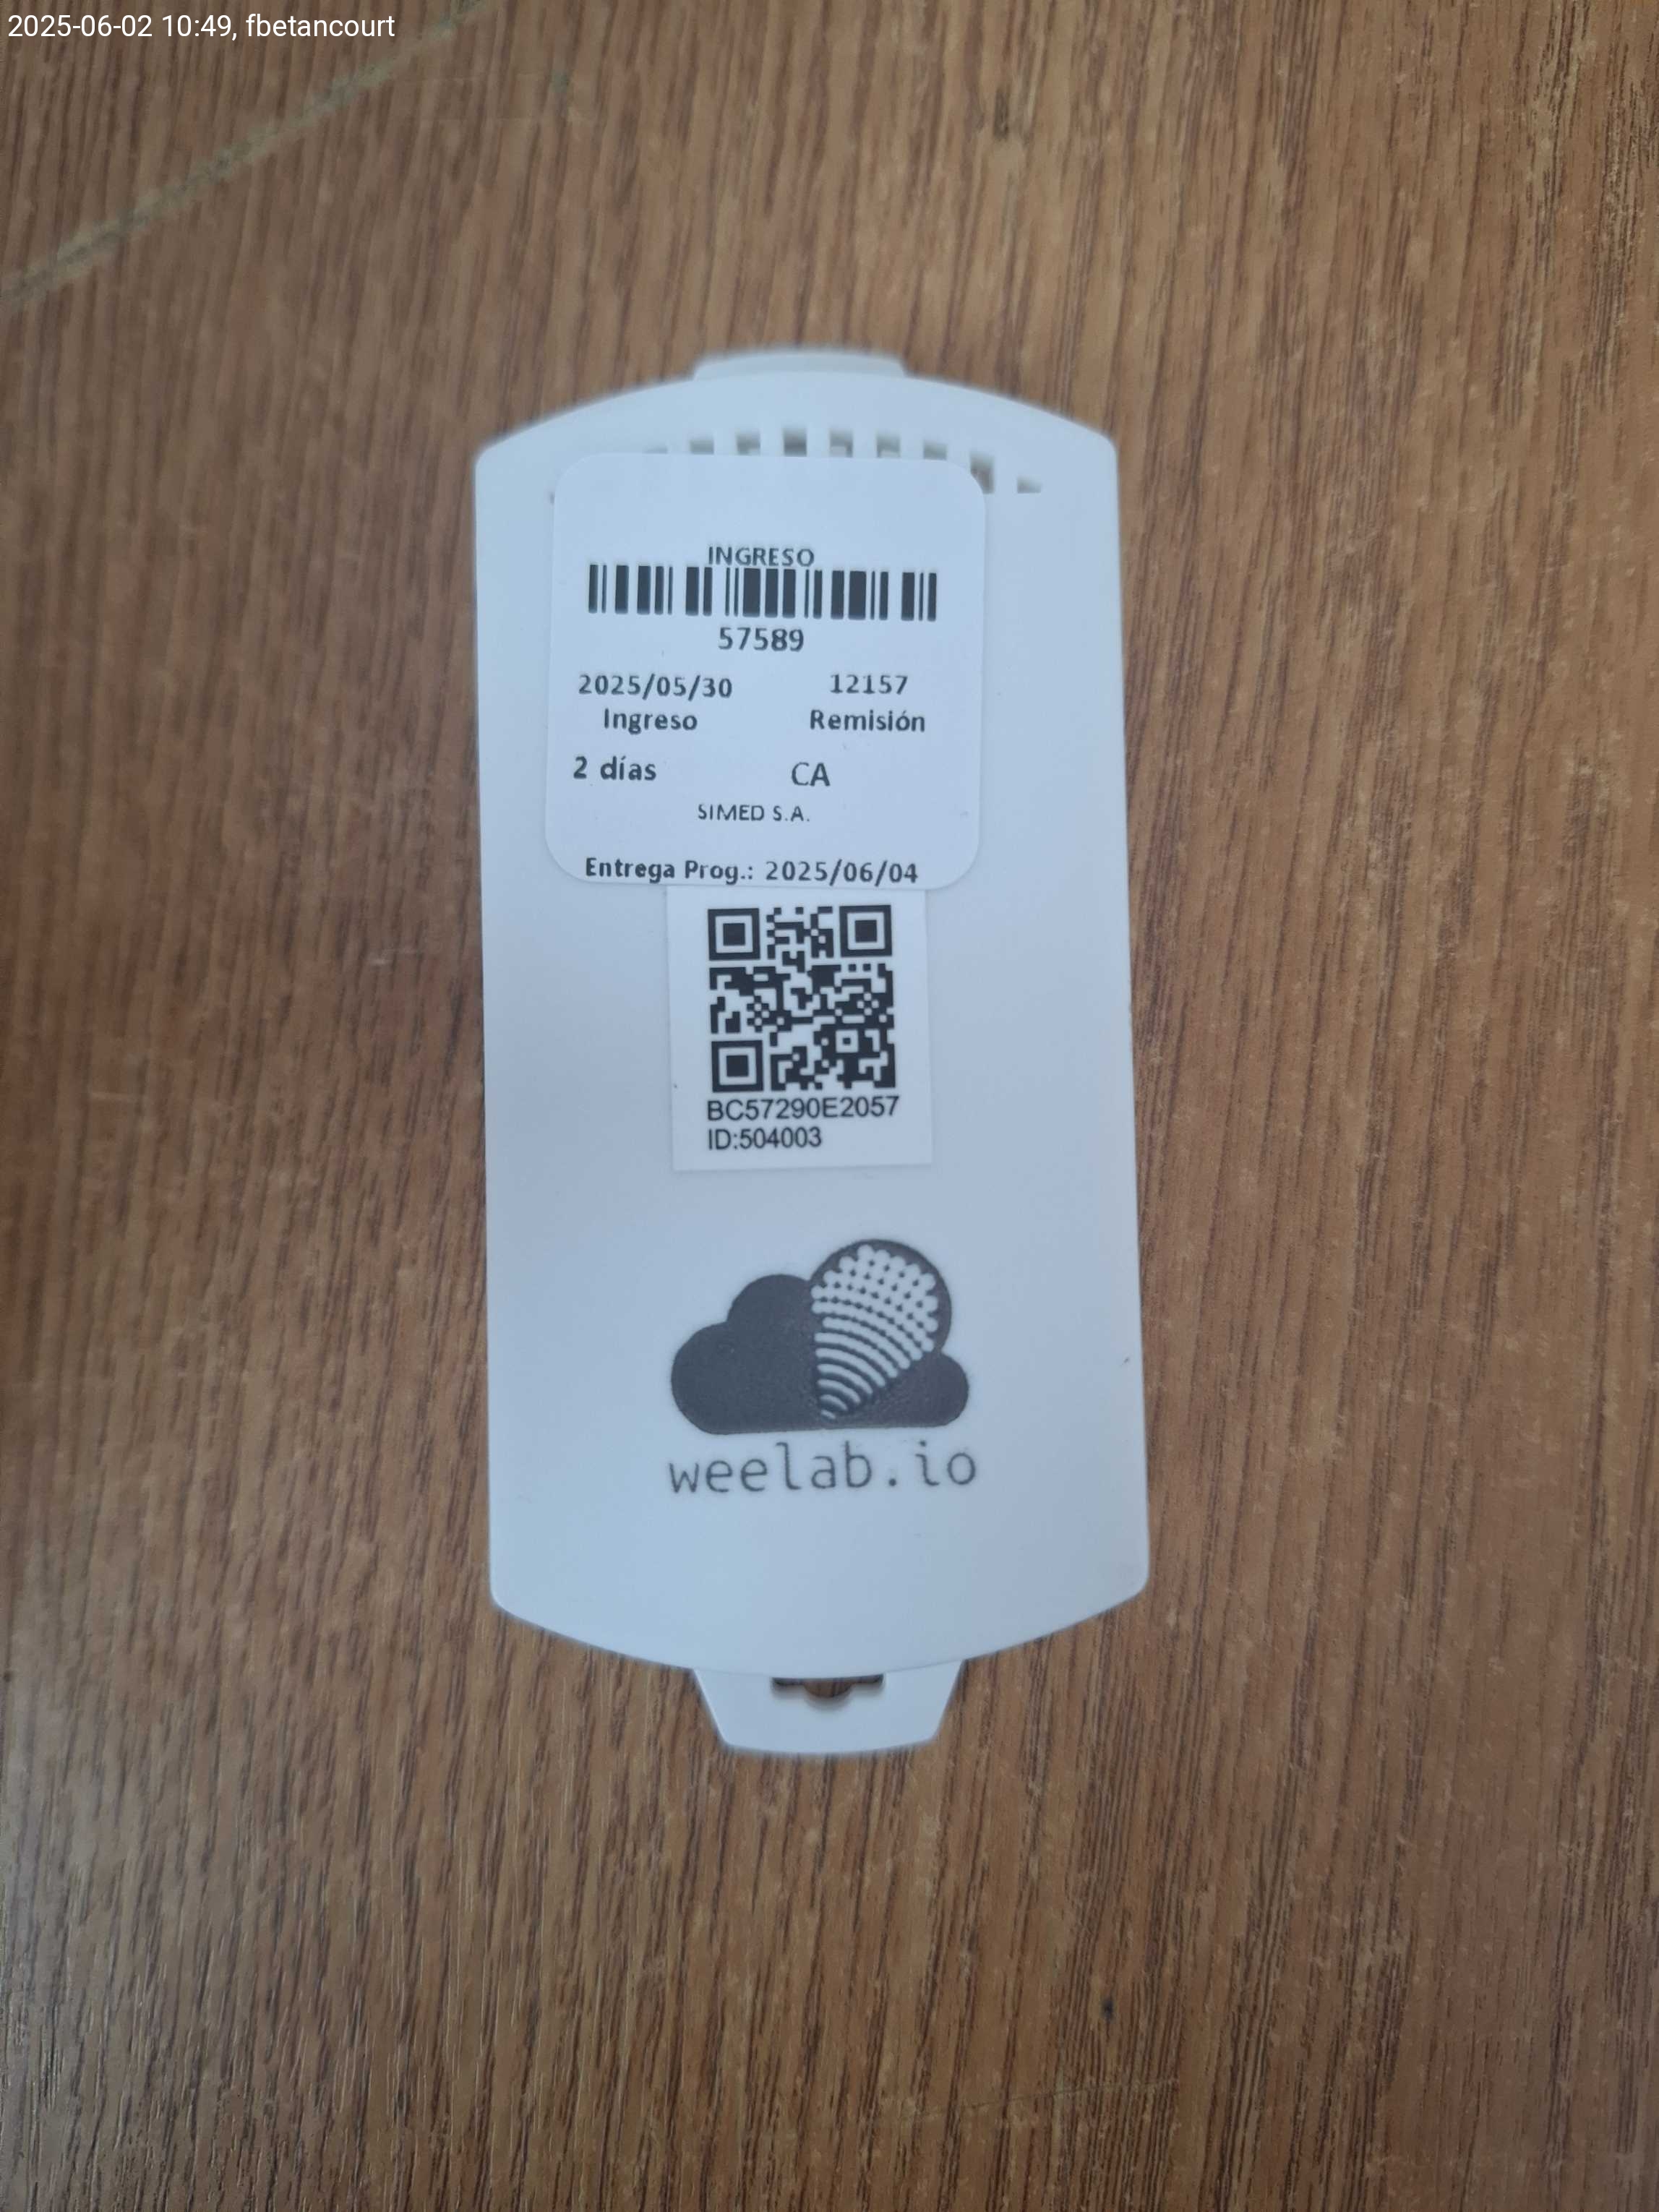 2025-06-02 10:49, fbetancourt
INGRESO
57589
2025/05/30 12157
Ingreso Remisión
2 días CA
SIMED S.A.
Entrega Prog.: 2025/06/04
BC57290E2057
ID:504003
weelab.io